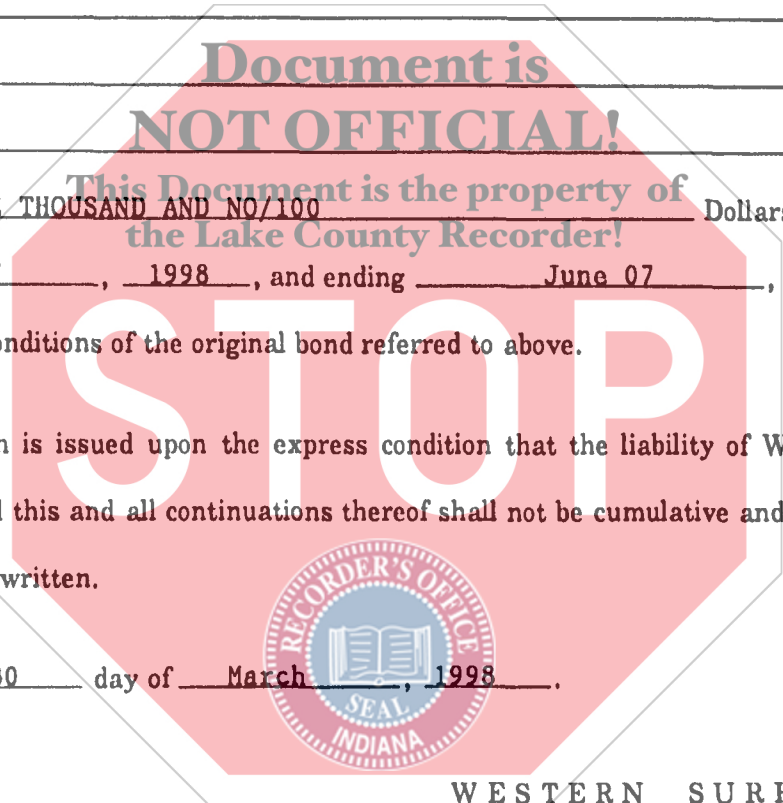 Document is
NOT OFFICIAL!
This Document is the property of
THOUSAND AND NO/100 Dollars
the Lake County Recorder!
, 1998 , and ending June 07 ,
onditions of the original bond referred to above.
STOP
is issued upon the express condition that the liability of W
this and all continuations thereof shall not be cumulative and
written.
RECORDER'S OFFICE
day of March , 1998 .
SEAL
INDIANA
WESTERN SUR